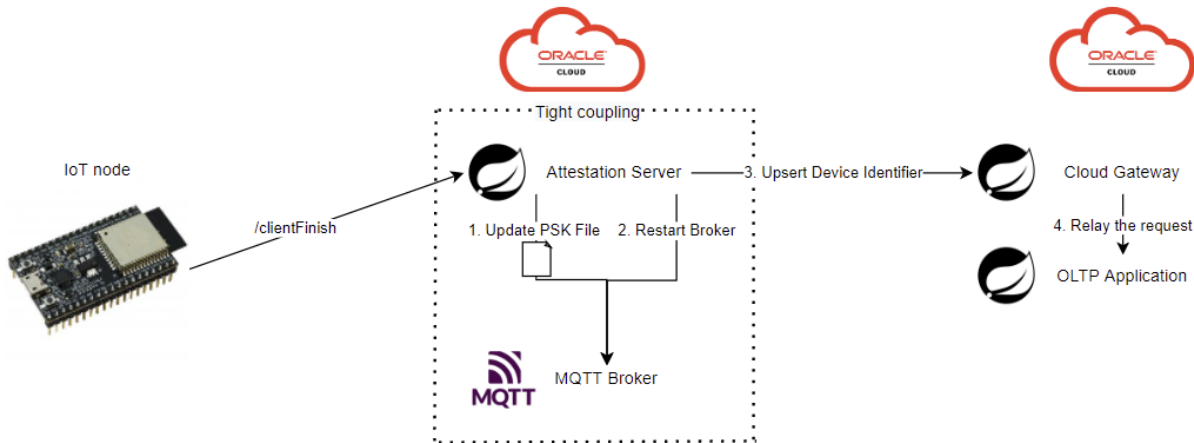 ORACLE
CLOUD
ORACLE
CLOUD
Tight coupling
IoT node
Attestation Server
3. Upsert Device Identifier
Cloud Gateway
/clientFinish
1. Update PSK File
2. Restart Broker
4. Relay the request
OLTP Application
MQTT Broker
MQTT